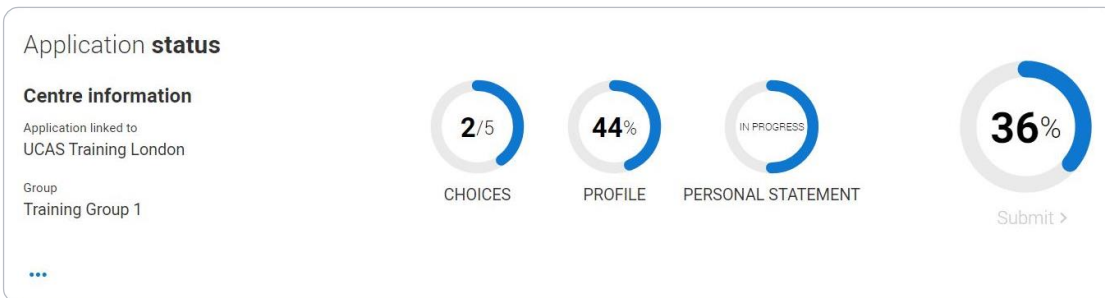 Application status
Centre information
Application linked to
UCAS Training London
Group
Training Group 1
...
2/5
CHOICES
44%
PROFILE
IN PROGRESS
PERSONAL STATEMENT
36%
Submit >